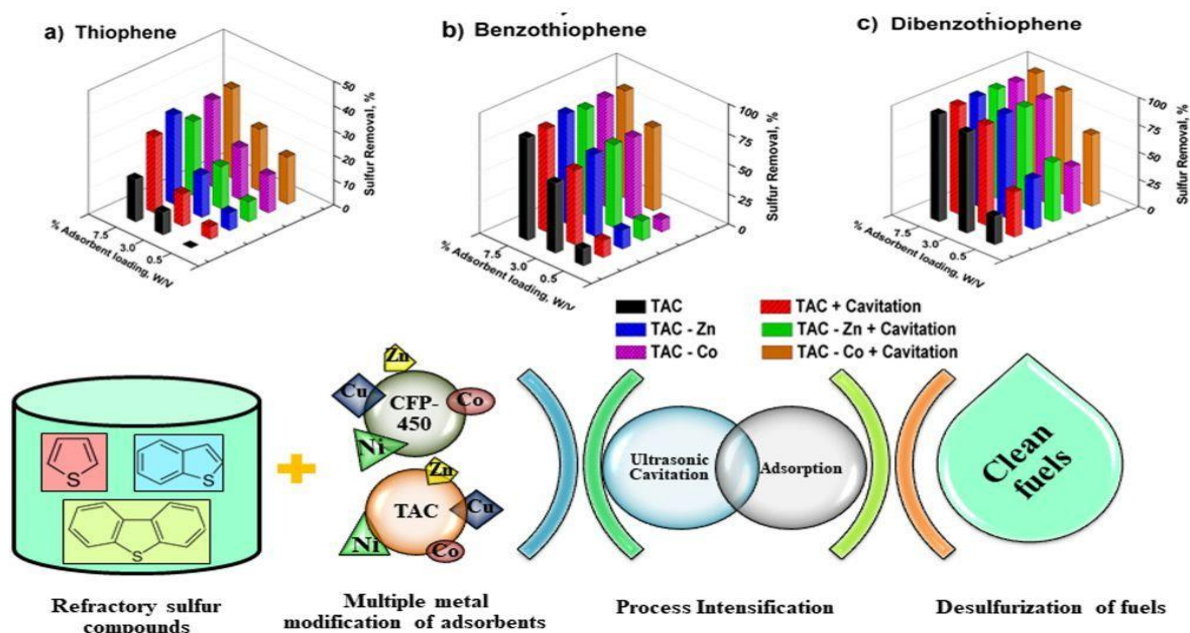 a) Thiophene
50
40
30
20
10
0
Sulfur Removal, %
7.5
3.0
0.5
% Adsorbent loading, W/V
b) Benzothiophene
100
75
50
25
0
Sulfur Removal, %
7.5
3.0
0.5
% Adsorbent loading, W/V
c) Dibenzothiophene
100
75
50
25
0
Sulfur Removal, %
7.5
3.0
0.5
% Adsorbent loading, W/V
TAC
TAC + Cavitation
TAC - Zn
TAC - Zn + Cavitation
TAC - Co
TAC - Co + Cavitation
S
S
S
Zn
Cu
CFP-
450
Co
Ni
Zn
TAC
Cu
Ni
Co
Ultrasonic
Cavitation
Adsorption
Clean
fuels
Refractory sulfur
compounds
Multiple metal
modification of adsorbents
Process Intensification
Desulfurization of fuels